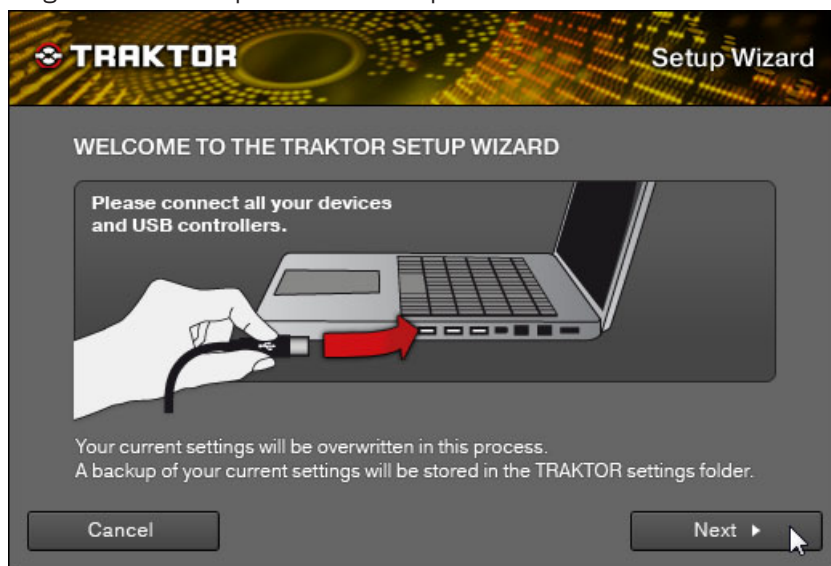 TRAKTOR
Setup Wizard
WELCOME TO THE TRAKTOR SETUP WIZARD
Please connect all your devices
and USB controllers.
Your current settings will be overwritten in this process.
A backup of your current settings will be stored in the TRAKTOR settings folder.
Cancel
Next